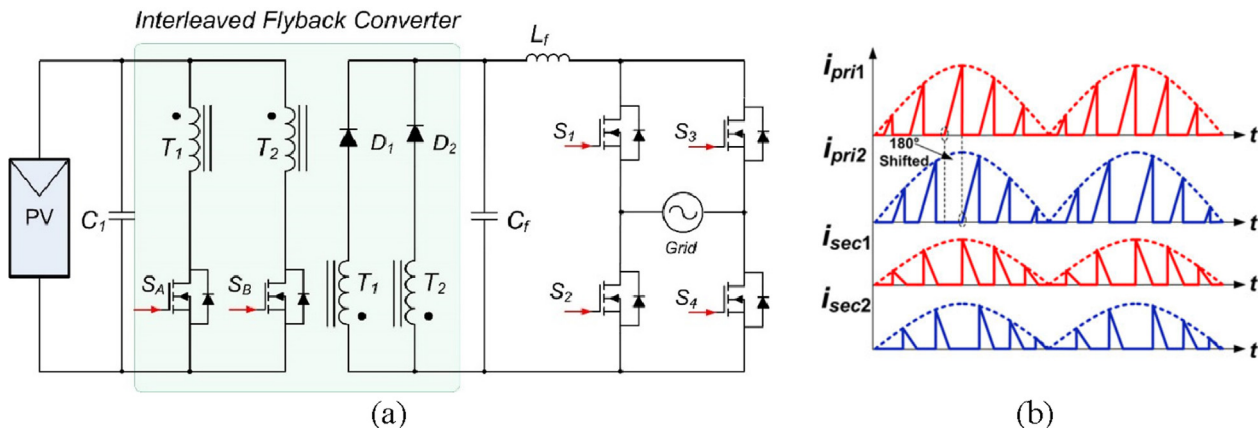 Interleaved Flyback Converter
L_f
T_1
T_2
D_1
D_2
S_1
S_3
PV
C_1
C_f
Grid
S_A
S_B
T_1
T_2
S_2
S_4
(a)
i_pri1
t
180°
Shifted
i_pri2
t
i_sec1
t
i_sec2
t
(b)